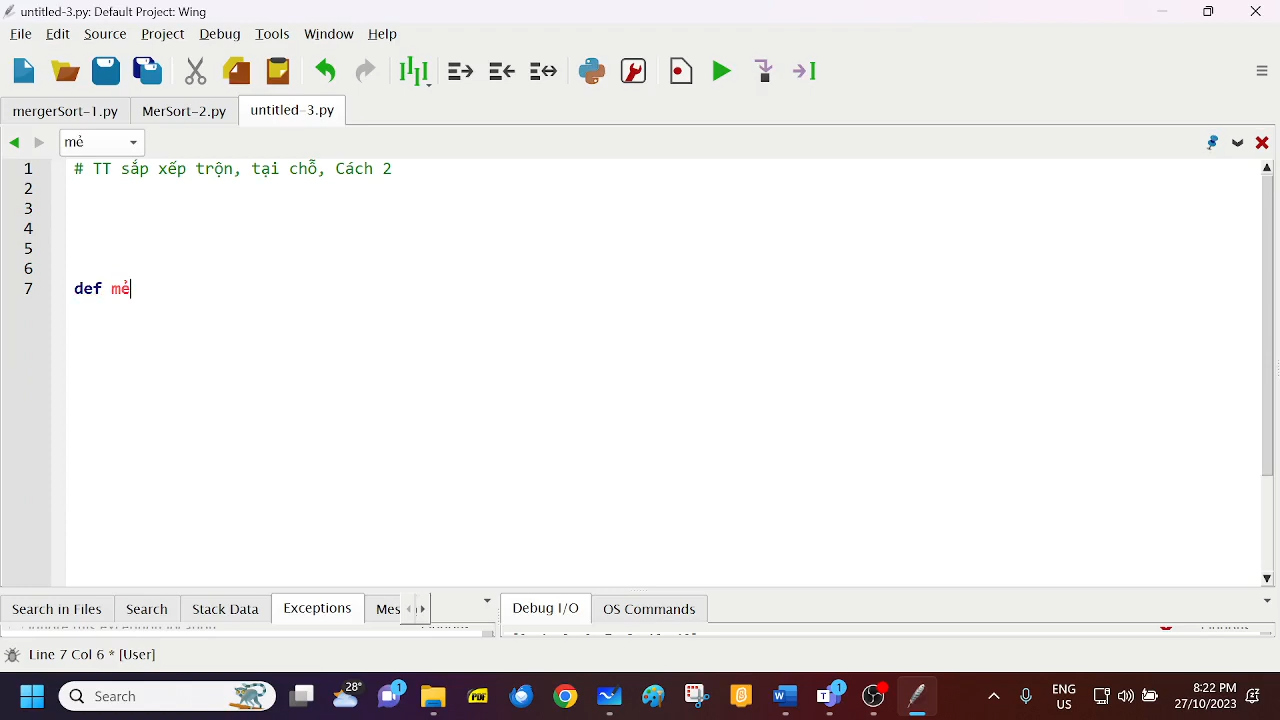 untitled-3.py: Default Project: Wing
File Edit Source Project Debug Tools Window Help
mergerSort-1.py MerSort-2.py untitled-3.py
mẻ
1 # TT sắp xếp trộn, tại chỗ, Cách 2
2
3
4
5
6
7 def mẻ
Search in Files Search Stack Data Exceptions Mes Debug I/O OS Commands
Line 7 Col 6 * [User]
Search 28° 1 PDF 1 ENG 8:22 PM
US 27/10/2023